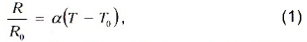 R/R₀ = α(T − T₀), (1)